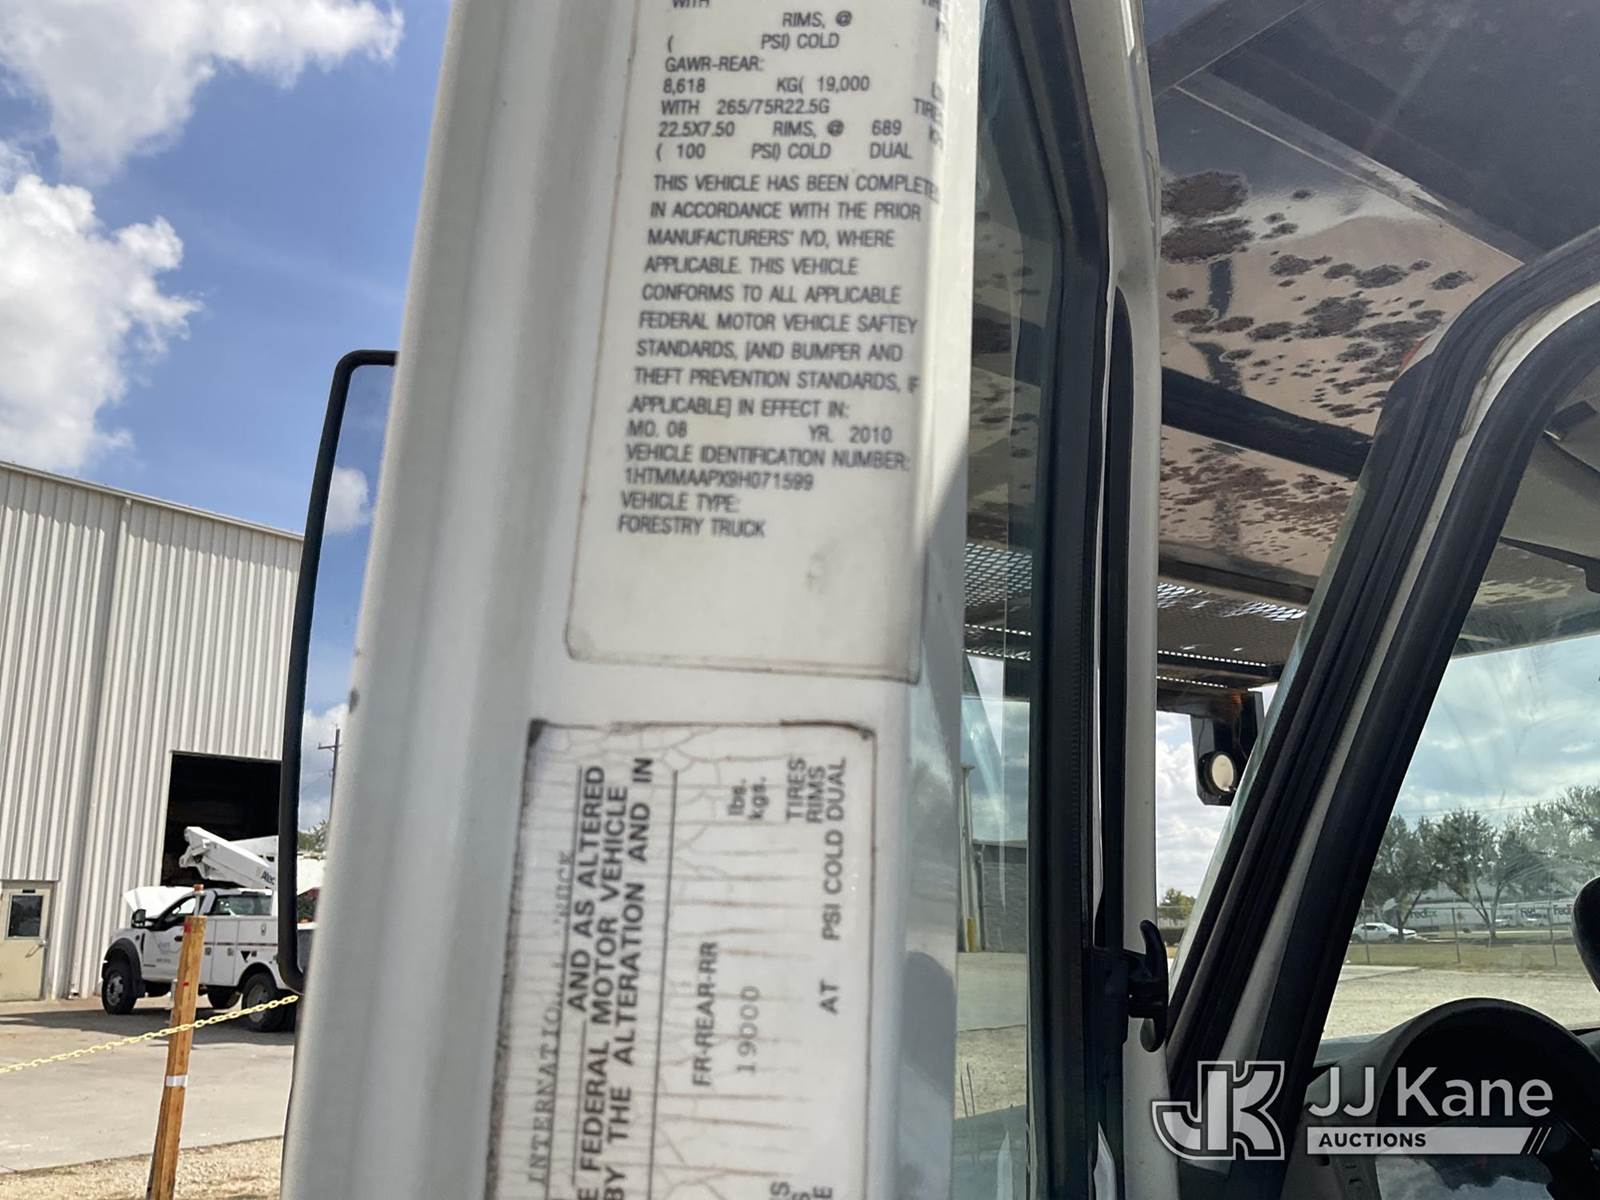 WITH
RIMS, @
( PSI) COLD
GAWR-REAR:
8,618 KG( 19,000
WITH 265/75R22.5G TIRES
22.5X7.50 RIMS, @ 689
( 100 PSI) COLD DUAL
THIS VEHICLE HAS BEEN COMPLETED
IN ACCORDANCE WITH THE PRIOR
MANUFACTURERS' IVD, WHERE
APPLICABLE. THIS VEHICLE
CONFORMS TO ALL APPLICABLE
FEDERAL MOTOR VEHICLE SAFTEY
STANDARDS, [AND BUMPER AND
THEFT PREVENTION STANDARDS, IF
APPLICABLE] IN EFFECT IN:
MO. 08 YR. 2010
VEHICLE IDENTIFICATION NUMBER:
1HTMMAAPX9H071599
VEHICLE TYPE:
FORESTRY TRUCK
INTERNATIO
AND AS ALTERED
FEDERAL MOTOR VEHICLE
BY THE ALTERATION AND IN
FR-REAR-RR
19000
lbs.
kgs.
TIRES
RIMS
AT PSI COLD DUAL
FedEx
JJ Kane
AUCTIONS